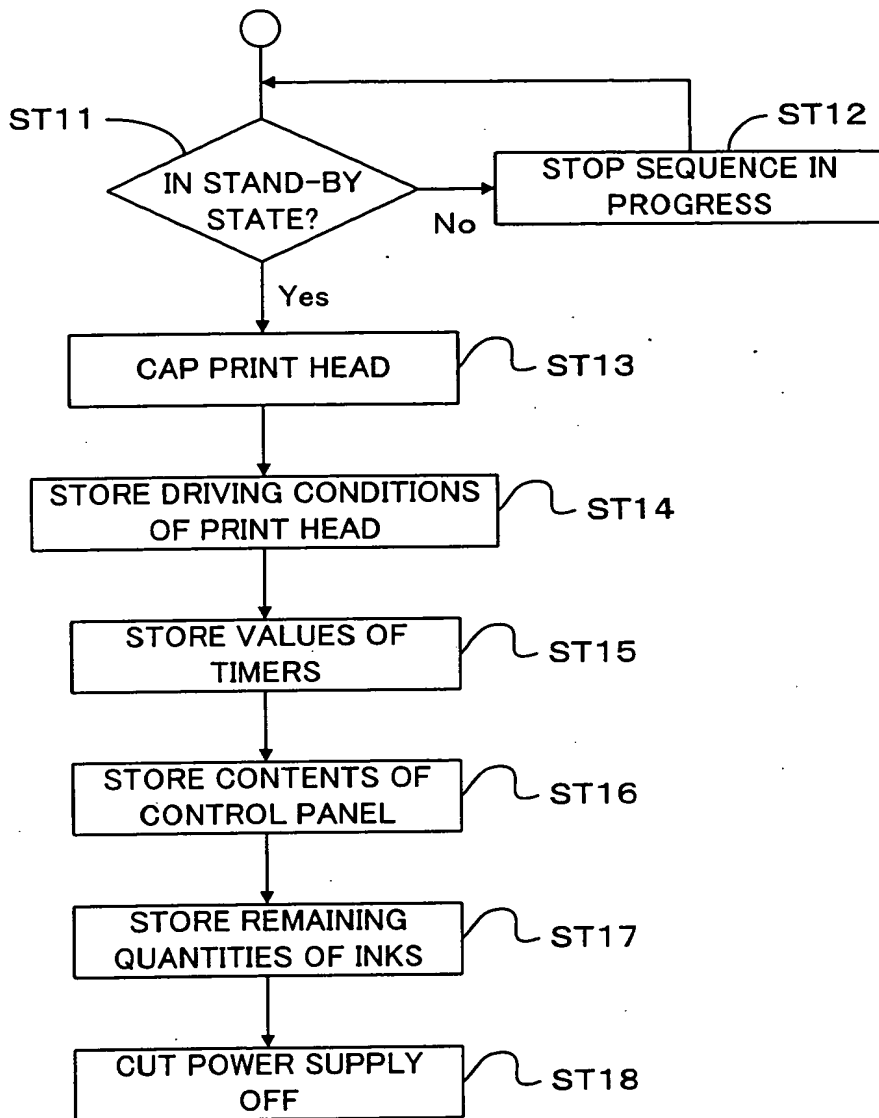 ST11
IN STAND-BY
STATE?
No
ST12
STOP SEQUENCE IN
PROGRESS
Yes
CAP PRINT HEAD
ST13
STORE DRIVING CONDITIONS
OF PRINT HEAD
ST14
STORE VALUES OF
TIMERS
ST15
STORE CONTENTS OF
CONTROL PANEL
ST16
STORE REMAINING
QUANTITIES OF INKS
ST17
CUT POWER SUPPLY
OFF
ST18